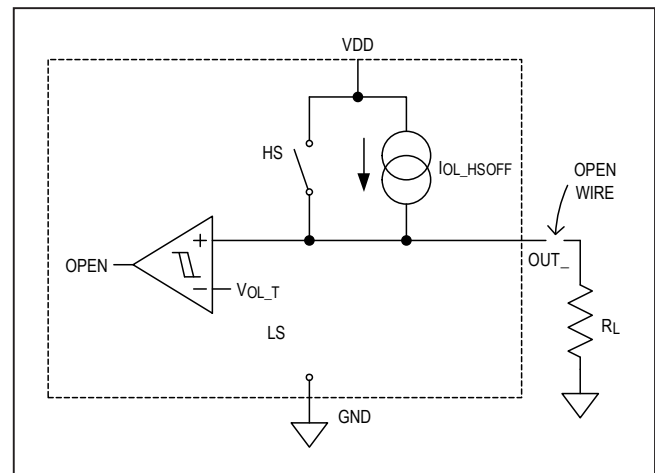 VDD
HS
IOL_HSOFF
OPEN
WIRE
+
OPEN
−
VOL_T
OUT_
LS
RL
GND